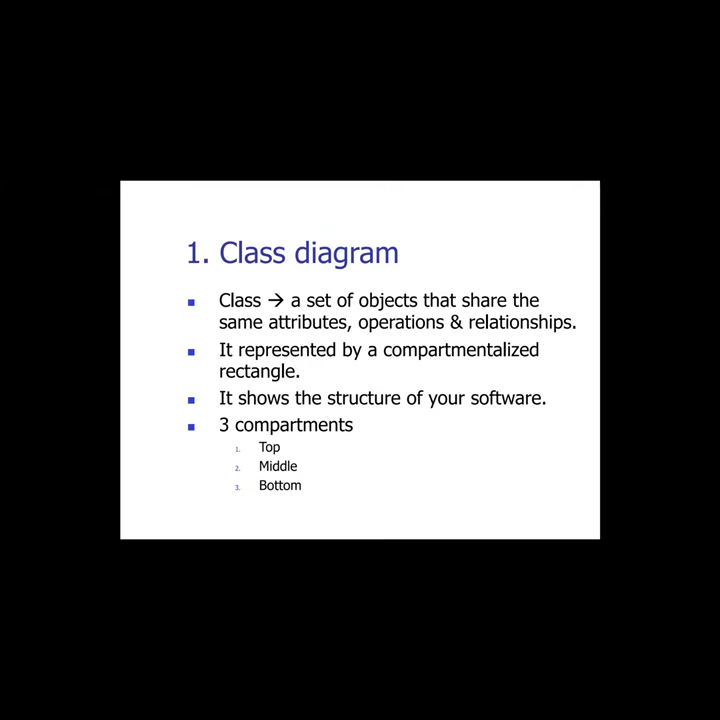 1. Class diagram
■ Class → a set of objects that share the
same attributes, operations & relationships.
■ It represented by a compartmentalized
rectangle.
■ It shows the structure of your software.
■ 3 compartments
1. Top
2. Middle
3. Bottom